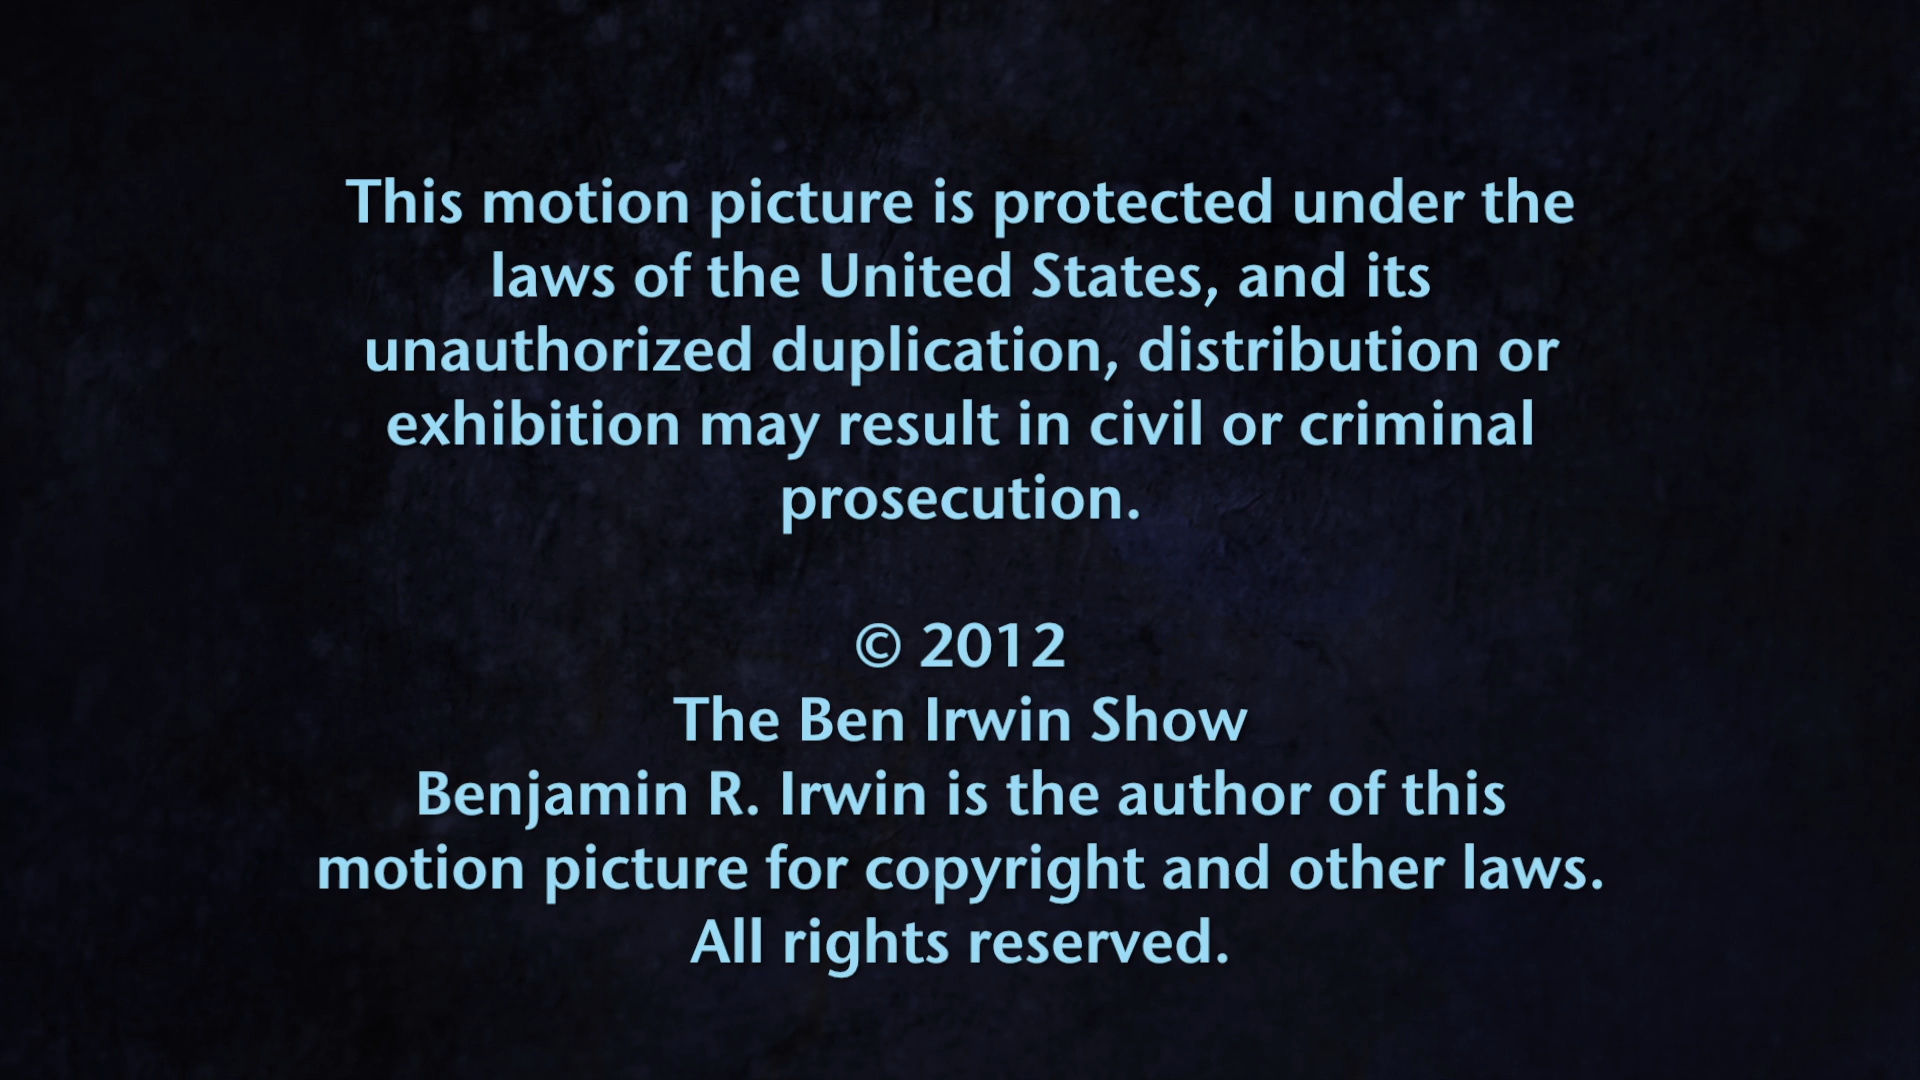 This motion picture is protected under the
laws of the United States, and its
unauthorized duplication, distribution or
exhibition may result in civil or criminal
prosecution.
© 2012
The Ben Irwin Show
Benjamin R. Irwin is the author of this
motion picture for copyright and other laws.
All rights reserved.